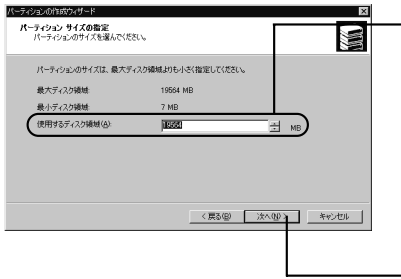 パーティションの作成ウィザード
パーティション サイズの指定
パーティションのサイズを選んでください。
パーティションのサイズは、最大ディスク領域よりも小さく指定してください。
最大ディスク領域: 19564 MB
最小ディスク領域: 7 MB
使用するディスク領域(A): 19564 MB
< 戻る(B) 次へ(N) > キャンセル